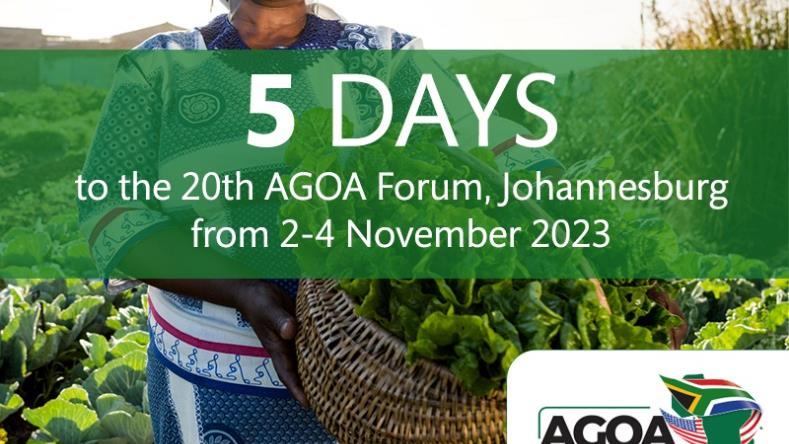 5 DAYS
to the 20th AGOA Forum, Johannesburg
from 2-4 November 2023
AGOA